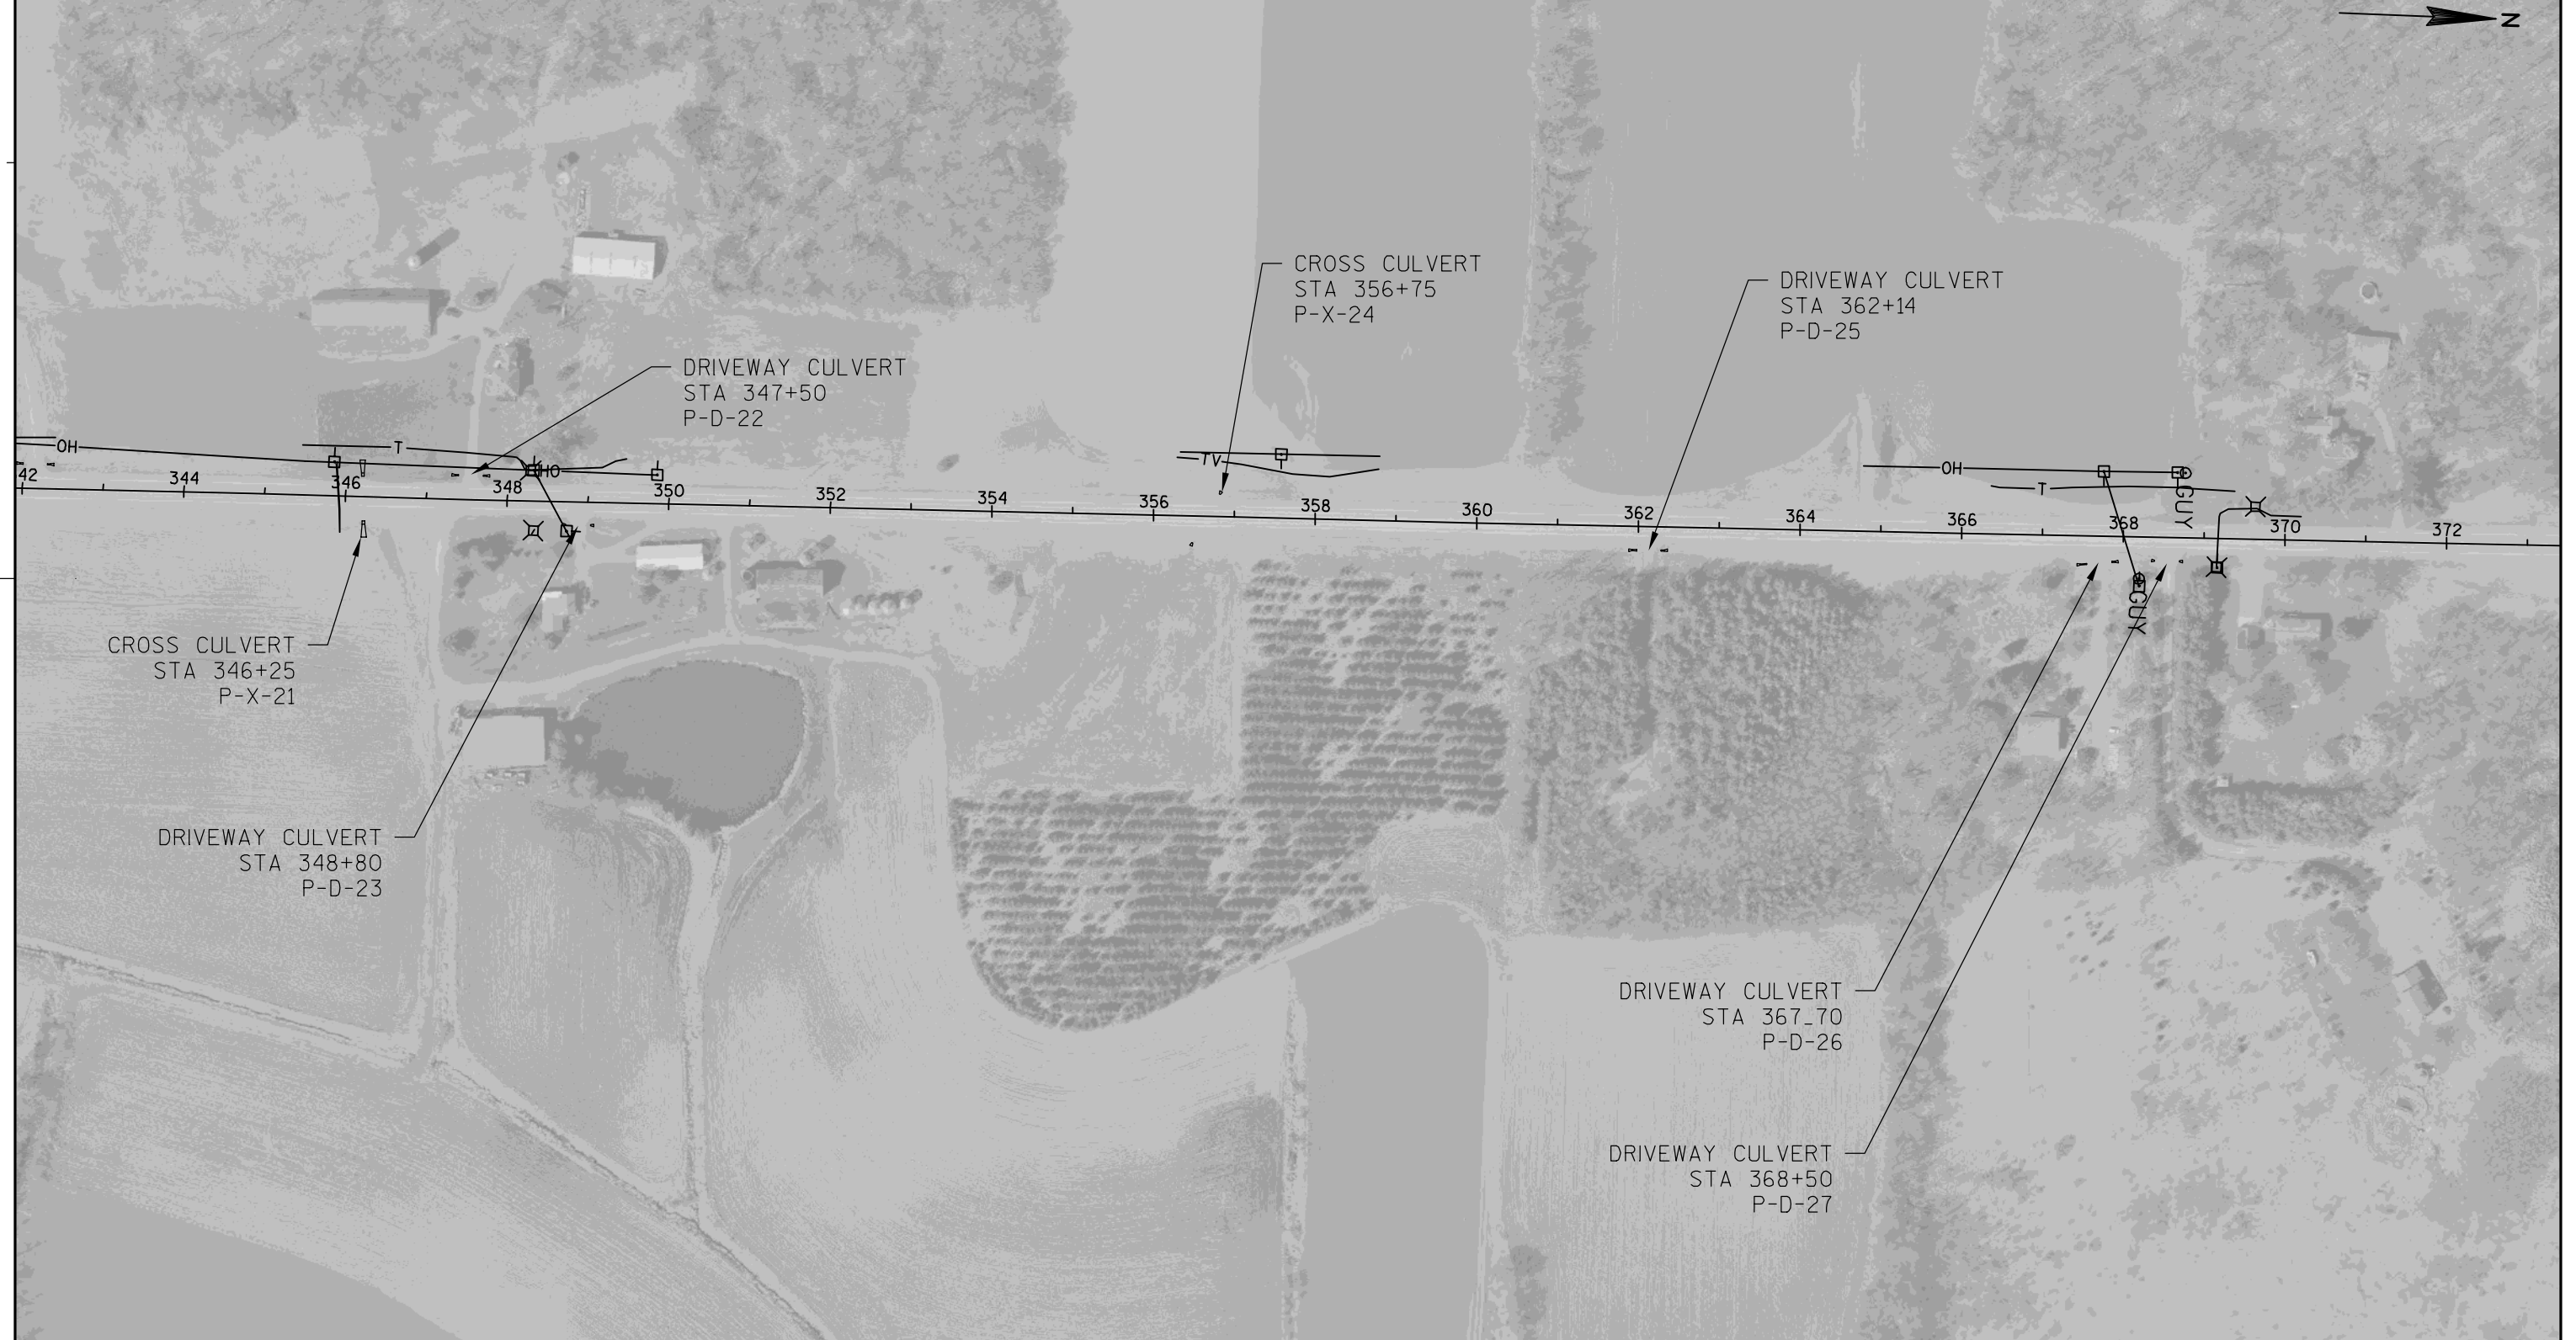 N
CROSS CULVERT
STA 356+75
P-X-24
DRIVEWAY CULVERT
STA 362+14
P-D-25
DRIVEWAY CULVERT
STA 347+50
P-D-22
OH
T
HO
TV
OH
T
GUY
42
344
346
348
350
352
354
356
358
360
362
364
366
368
370
372
GUY
CROSS CULVERT
STA 346+25
P-X-21
DRIVEWAY CULVERT
STA 348+80
P-D-23
DRIVEWAY CULVERT
STA 367_70
P-D-26
DRIVEWAY CULVERT
STA 368+50
P-D-27